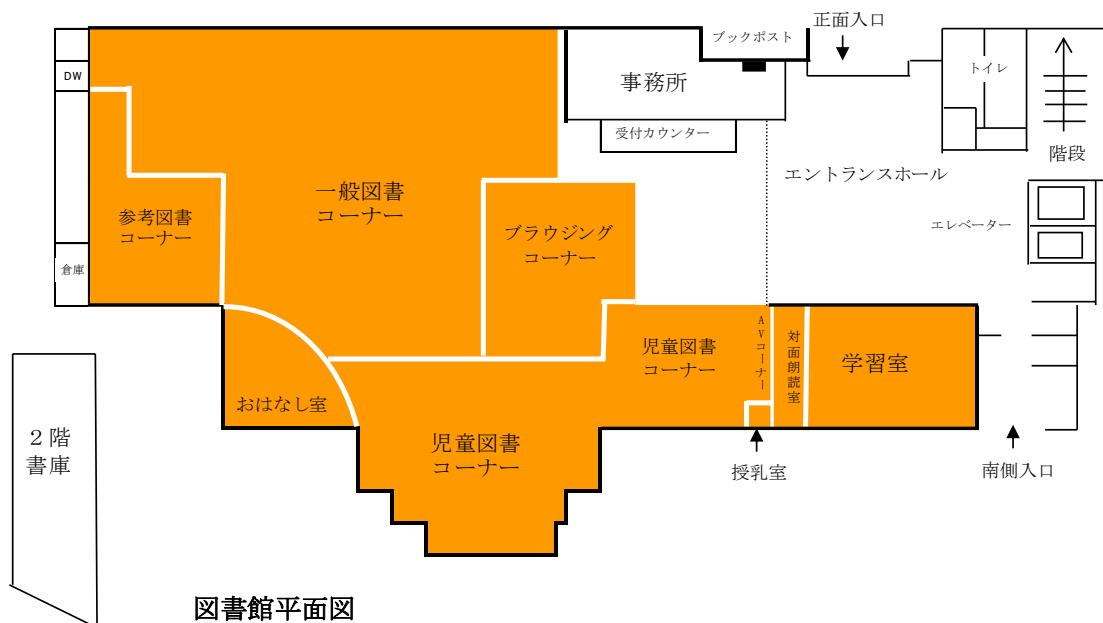 正面入口
ブックポスト
DW
事務所
トイレ
受付カウンター
階段
エントランスホール
一般図書
コーナー
参考図書
コーナー
ブラウジング
コーナー
エレベーター
倉庫
児童図書
コーナー
AVコーナー
対面朗読室
学習室
おはなし室
2階
書庫
児童図書
コーナー
授乳室
南側入口
図書館平面図